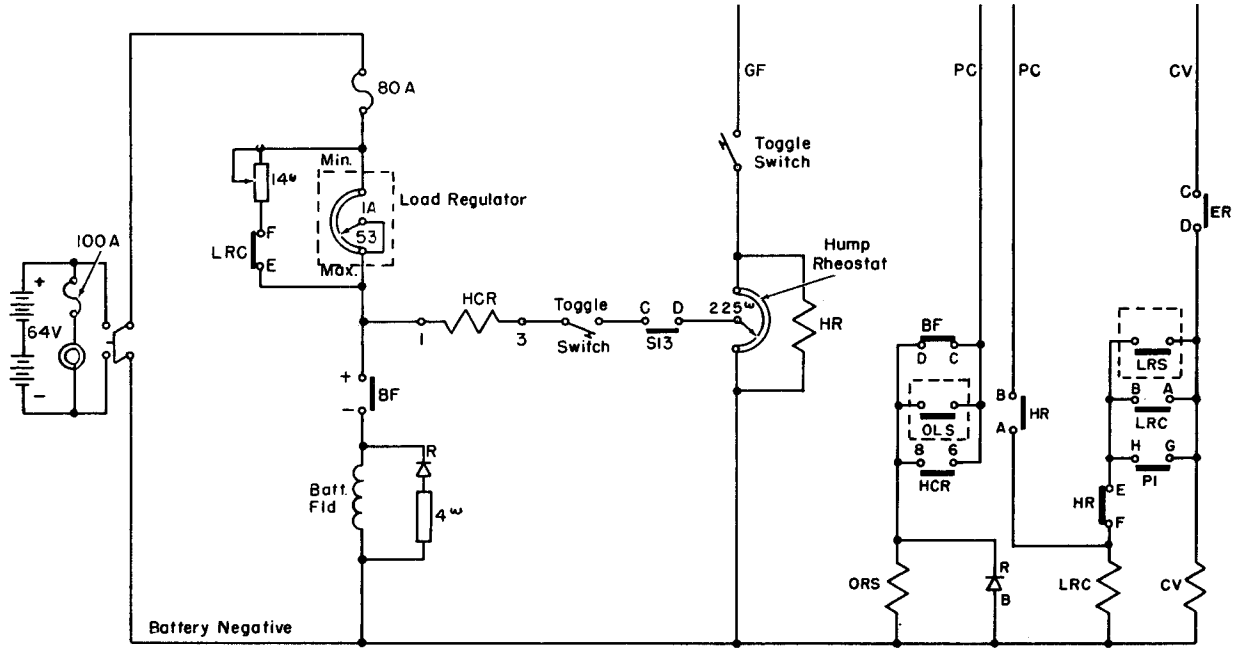 80 A
GF
PC
PC
CV
Toggle
Switch
Min.
14ω
Load Regulator
1A
53
Max.
LRC
F
E
100 A
+
64V
−
C
D
ER
Hump
Rheostat
HCR
1
3
Toggle
Switch
C
D
S13
225ω
HR
BF
D
C
OLS
8
6
HCR
B
A
HR
LRS
B
A
LRC
H
G
P1
HR
E
F
+
−
BF
R
Batt.
Fld
4ω
ORS
R
B
LRC
CV
Battery Negative